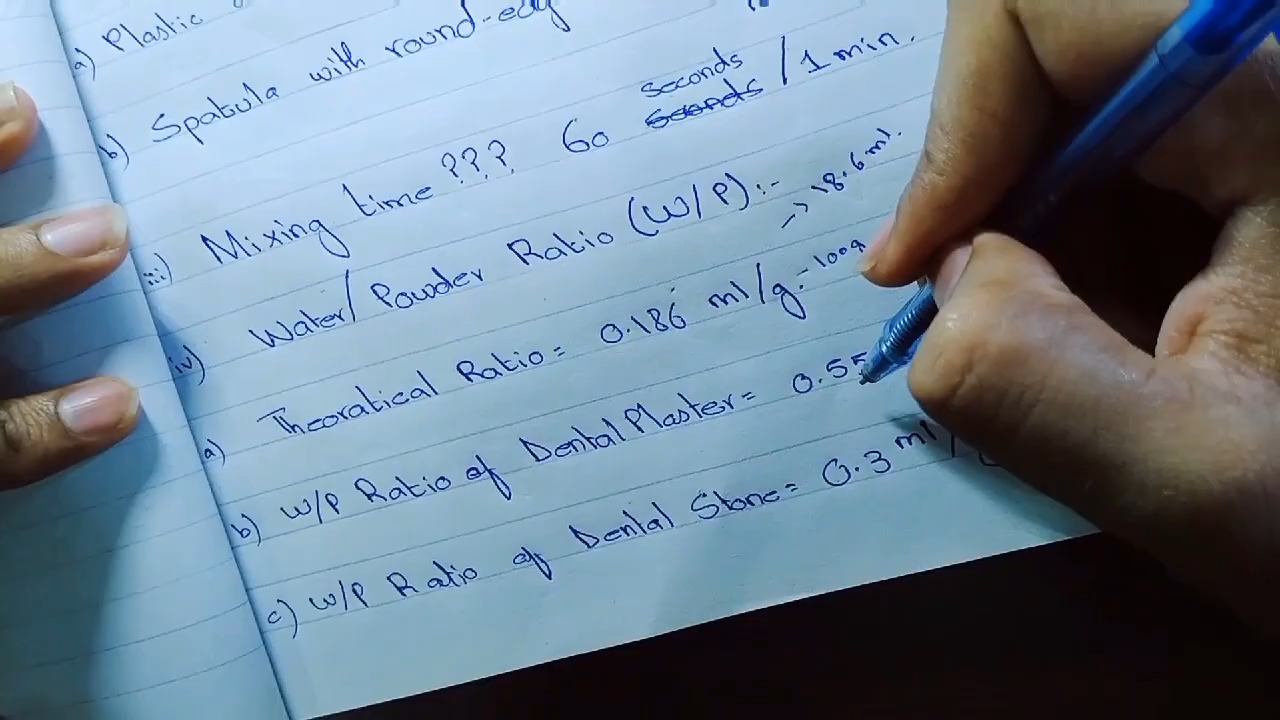 a) Plastic
b) Spatula with round-edg
iii) Mixing time??? 60 seconds / 1 min.
iv) Water/Powder Ratio (W/P):-
-> 18.6 ml.
a) Theoratical Ratio = 0.186 ml/g.- 100g
b) W/P Ratio of Dental Plaster = 0.55
c) W/P Ratio of Dental Stone = 0.3 ml/